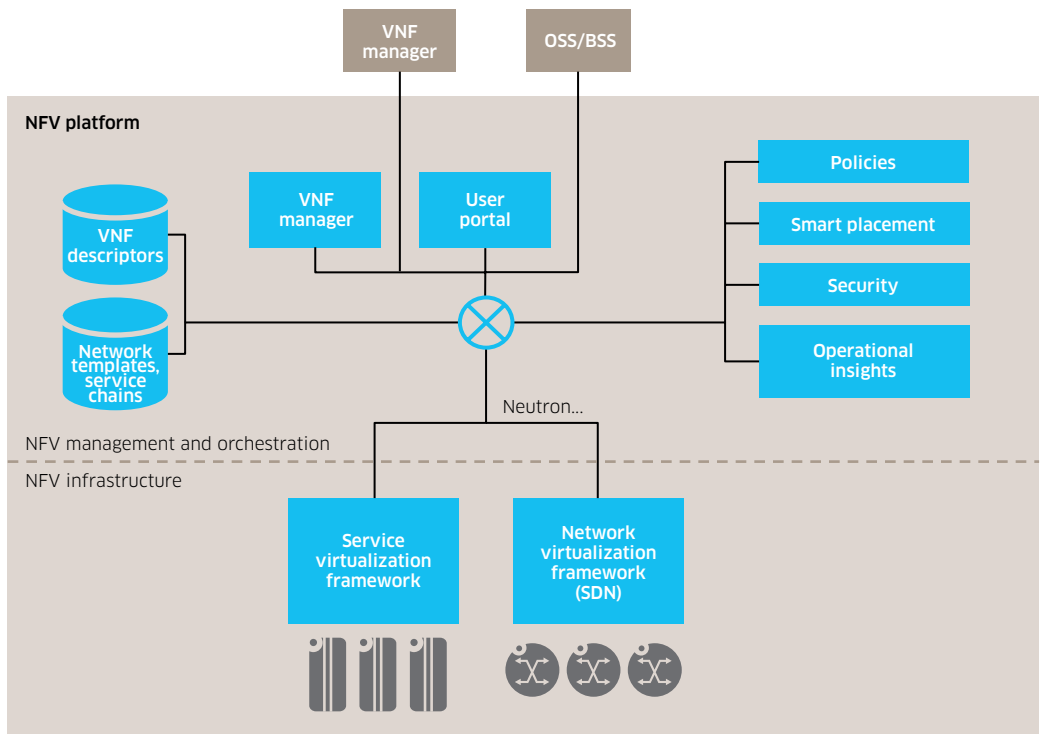 VNF
manager
OSS/BSS
NFV platform
VNF
descriptors
Network
templates,
service
chains
VNF
manager
User
portal
Policies
Smart placement
Security
Operational
insights
Neutron...
NFV management and orchestration
NFV infrastructure
Service
virtualization
framework
Network
virtualization
framework
(SDN)